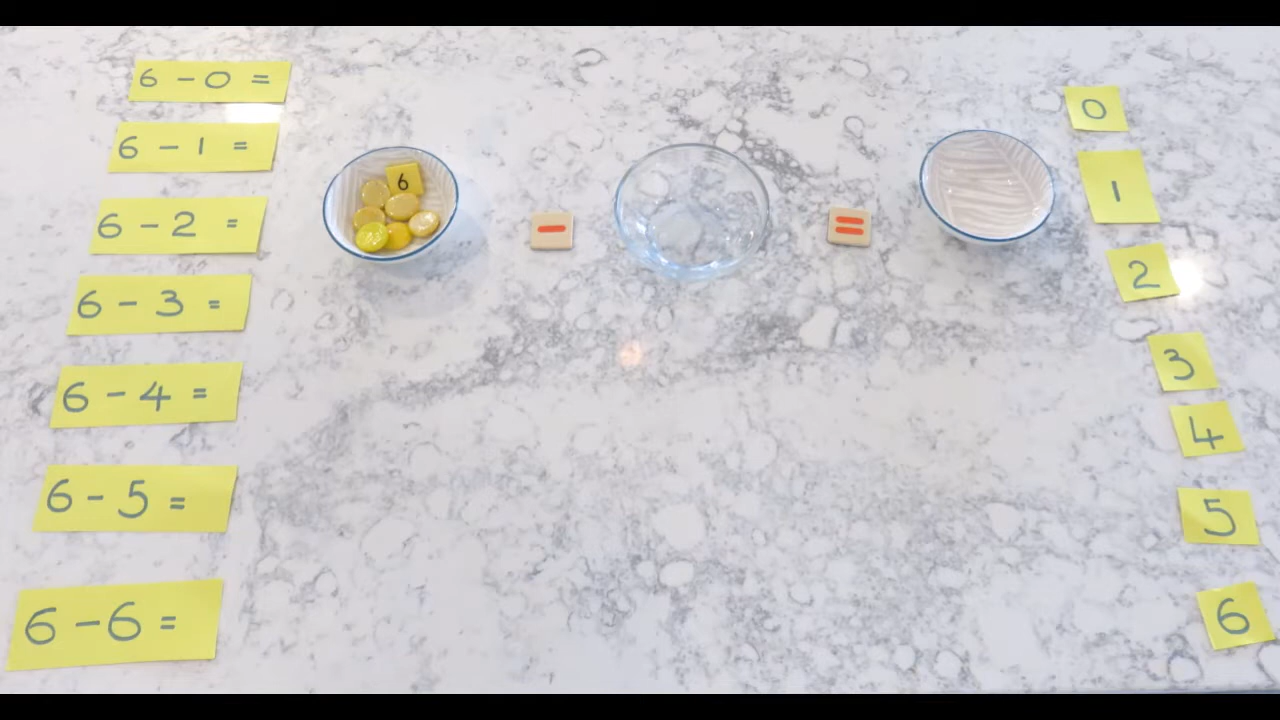 6 - 0 =
6 - 1 =
6 - 2 =
6 - 3 =
6 - 4 =
6 - 5 =
6 - 6 =
6
-
=
0
1
2
3
4
5
6